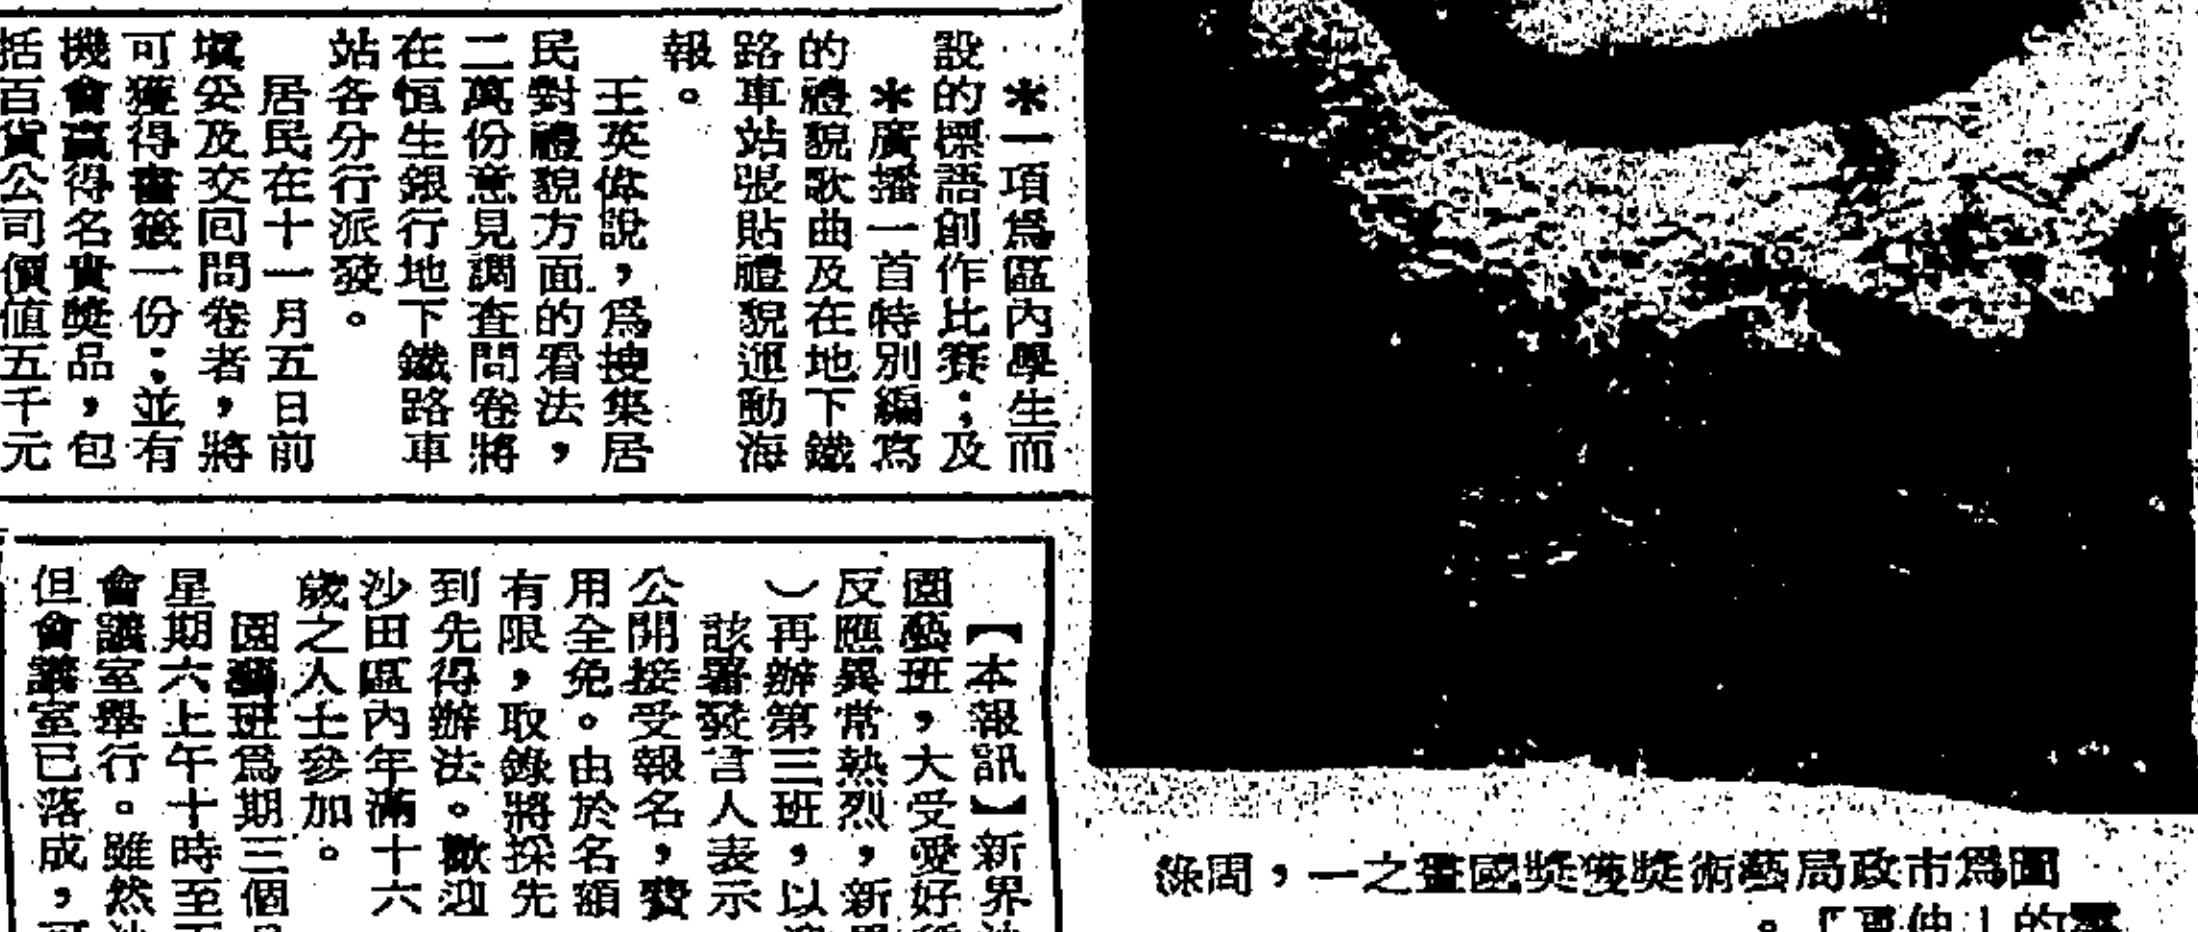 ＊一項爲區內學生而
設的標語創作比賽；及
＊廣播一首特別編寫
的禮貌歌曲及在地下鐵
路車站張貼禮貌運動海
報。
王英偉說，爲搜集居
民對禮貌方面的看法，
二萬份意見調查問卷將
在恒生銀行地下鐵路車
站各分行派發。
居民在十一月五日前
塡妥及交回問卷者，將
可獲得書籤一份；並有
機會贏得名貴獎品，包
括百貨公司價值五千元
【本報訊】新界
園藝班，大受愛好
反應異常熱烈，新
）再辦第三班，以
該署發言人表示
公開接受報名，費
用全免。由於名額
有限，取錄將採先
到先得辦法。歡迎
沙田區內年滿十六
歲之人士參加。
園藝班爲期三個
星期六上午十時至
會議室舉行。雖然
但會議室已落成，
圖爲市政局藝術獎獲獎國畫之一，周綠
的「仲夏」。